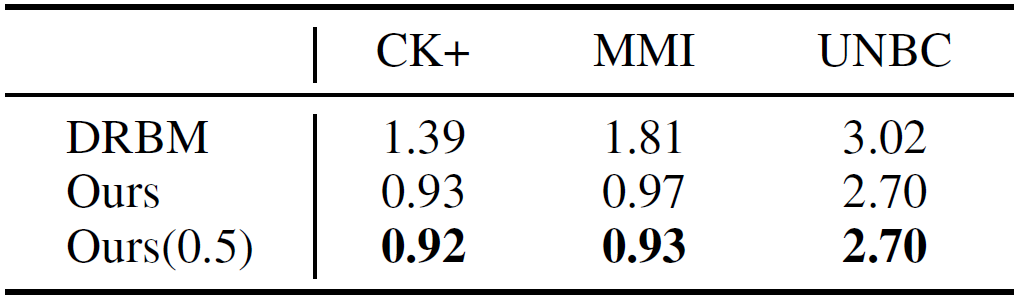 CK+ MMI UNBC
DRBM 1.39 1.81 3.02
Ours 0.93 0.97 2.70
Ours(0.5) 0.92 0.93 2.70